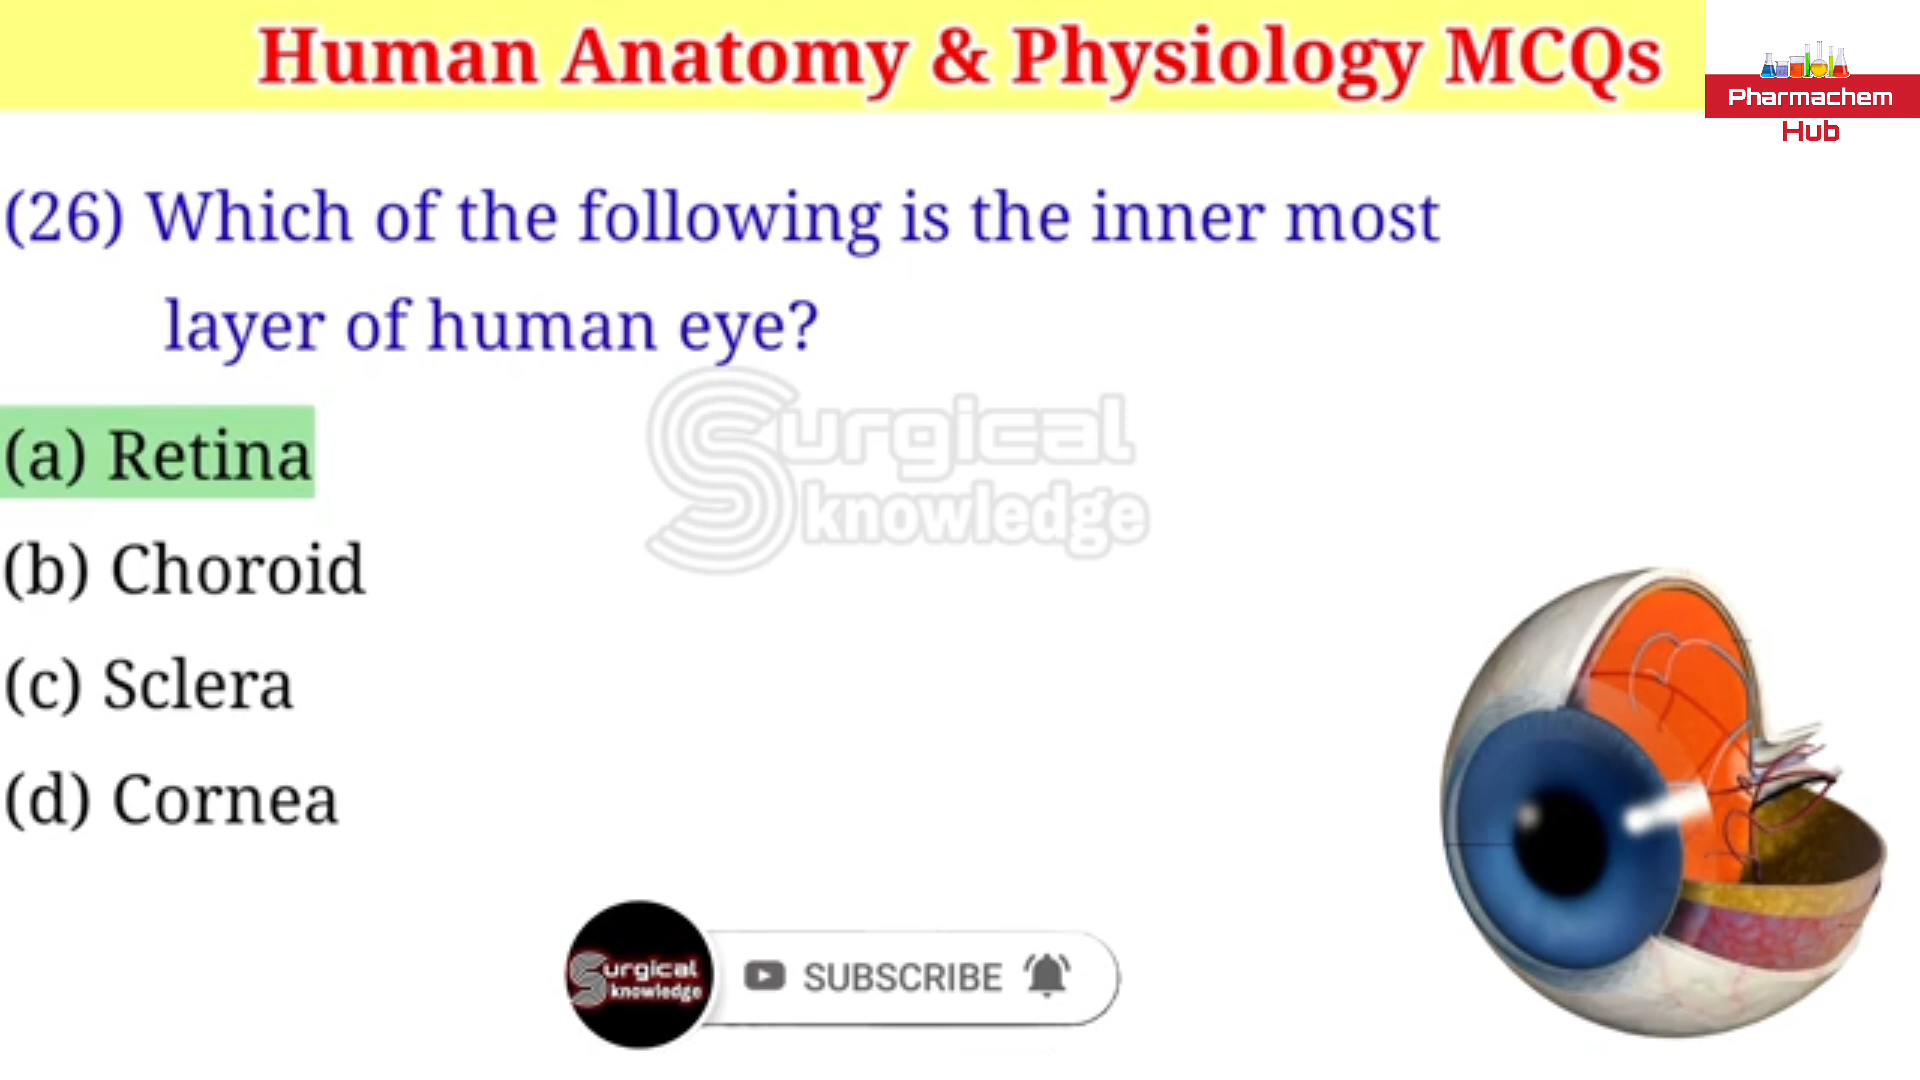 Human Anatomy & Physiology MCQs
Pharmachem
Hub
(26) Which of the following is the inner most
layer of human eye?
(a) Retina
Surgical
knowledge
(b) Choroid
(c) Sclera
(d) Cornea
Surgical
knowledge
SUBSCRIBE